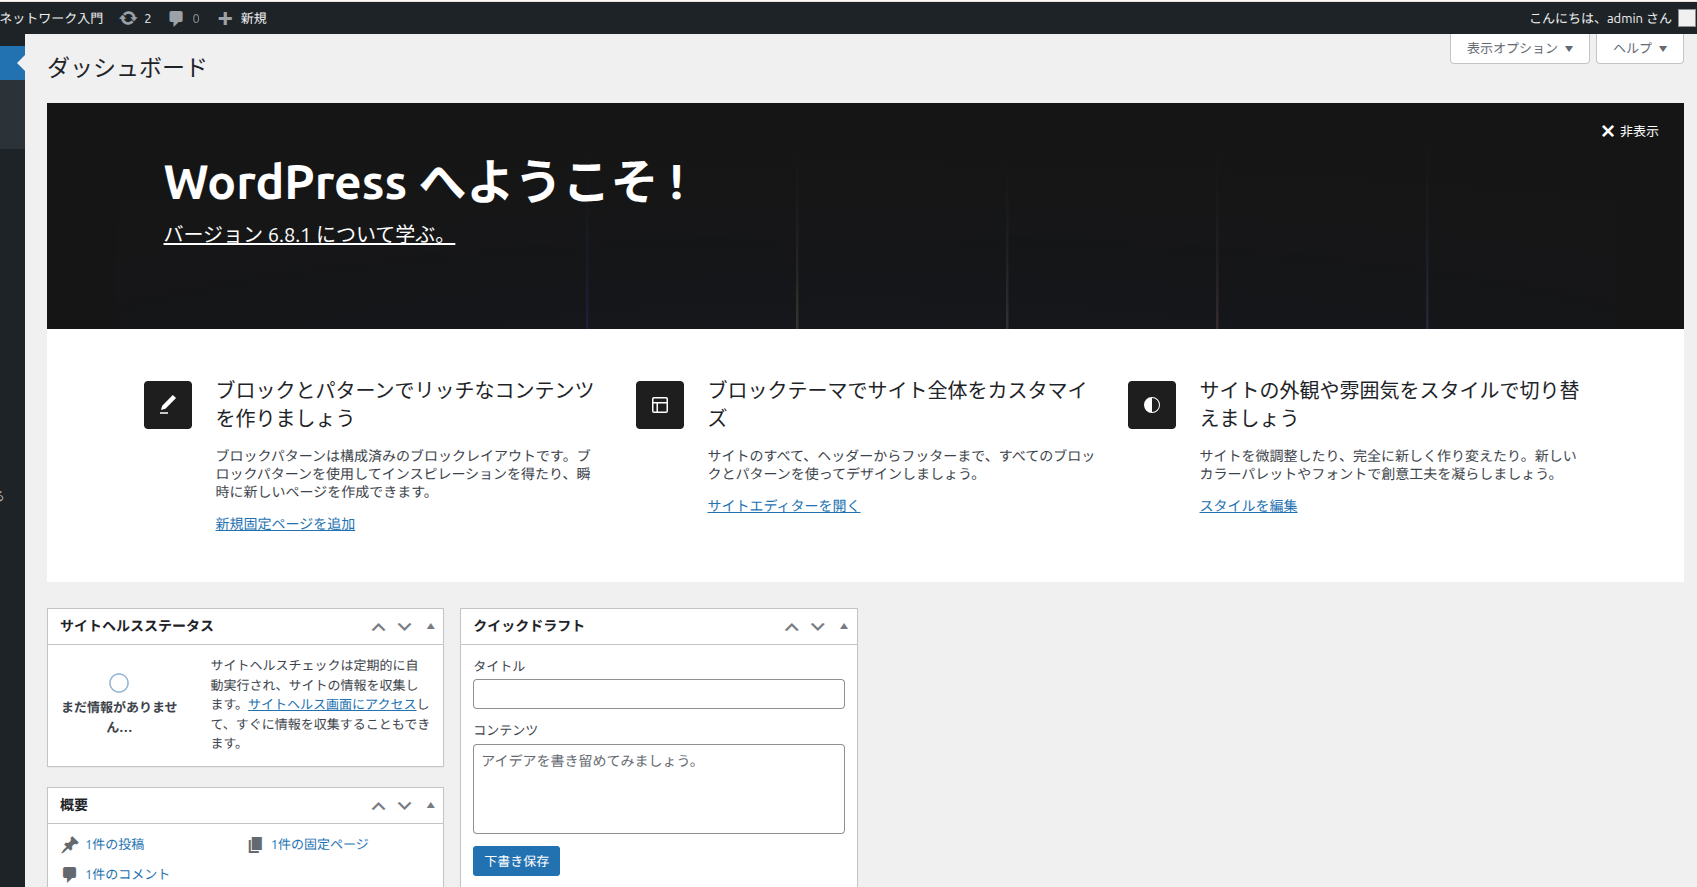 ネットワーク入門 2 0 新規 こんにちは、admin さん
表示オプション ヘルプ
ダッシュボード
非表示
WordPress へようこそ !
バージョン 6.8.1 について学ぶ。
ブロックとパターンでリッチなコンテンツ
を作りましょう
ブロックパターンは構成済みのブロックレイアウトです。ブ
ロックパターンを使用してインスピレーションを得たり、瞬
時に新しいページを作成できます。
新規固定ページを追加
ブロックテーマでサイト全体をカスタマイ
ズ
サイトのすべて、ヘッダーからフッターまで、すべてのブロッ
クとパターンを使ってデザインしましょう。
サイトエディターを開く
サイトの外観や雰囲気をスタイルで切り替
えましょう
サイトを微調整したり、完全に新しく作り変えたり。新しい
カラーパレットやフォントで創意工夫を凝らしましょう。
スタイルを編集
サイトヘルスステータス
まだ情報がありませ
ん...
サイトヘルスチェックは定期的に自
動実行され、サイトの情報を収集し
ます。サイトヘルス画面にアクセスし
て、すぐに情報を収集することもでき
ます。
概要
1件の投稿 1件の固定ページ
1件のコメント
クイックドラフト
タイトル
コンテンツ
アイデアを書き留めてみましょう。
下書き保存